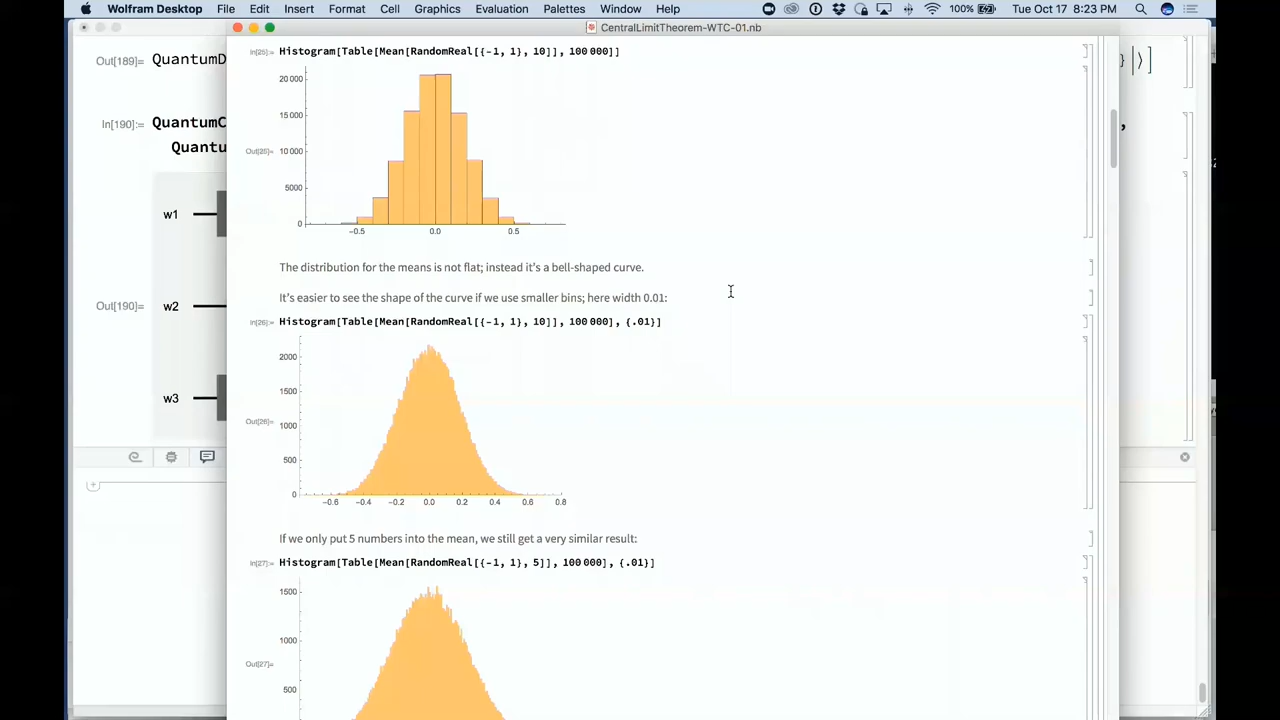 Wolfram Desktop File Edit Insert Format Cell Graphics Evaluation Palettes Window Help 100% Tue Oct 17 8:23 PM
CentralLimitTheorem-WTC-01.nb
Out[189]= QuantumD
In[190]:= QuantumC
Quantu
w1
Out[190]= w2
w3
In[25]:= Histogram[Table[Mean[RandomReal[{-1, 1}, 10]], 100 000]]
20 000
15 000
Out[25]= 10 000
5000
0
-0.5 0.0 0.5
The distribution for the means is not flat; instead it's a bell-shaped curve.
It's easier to see the shape of the curve if we use smaller bins; here width 0.01:
In[26]:= Histogram[Table[Mean[RandomReal[{-1, 1}, 10]], 100 000], {.01}]
2000
1500
Out[26]= 1000
500
0
-0.6 -0.4 -0.2 0.0 0.2 0.4 0.6 0.8
If we only put 5 numbers into the mean, we still get a very similar result:
In[27]:= Histogram[Table[Mean[RandomReal[{-1, 1}, 5]], 100 000], {.01}]
1500
1000
Out[27]=
500